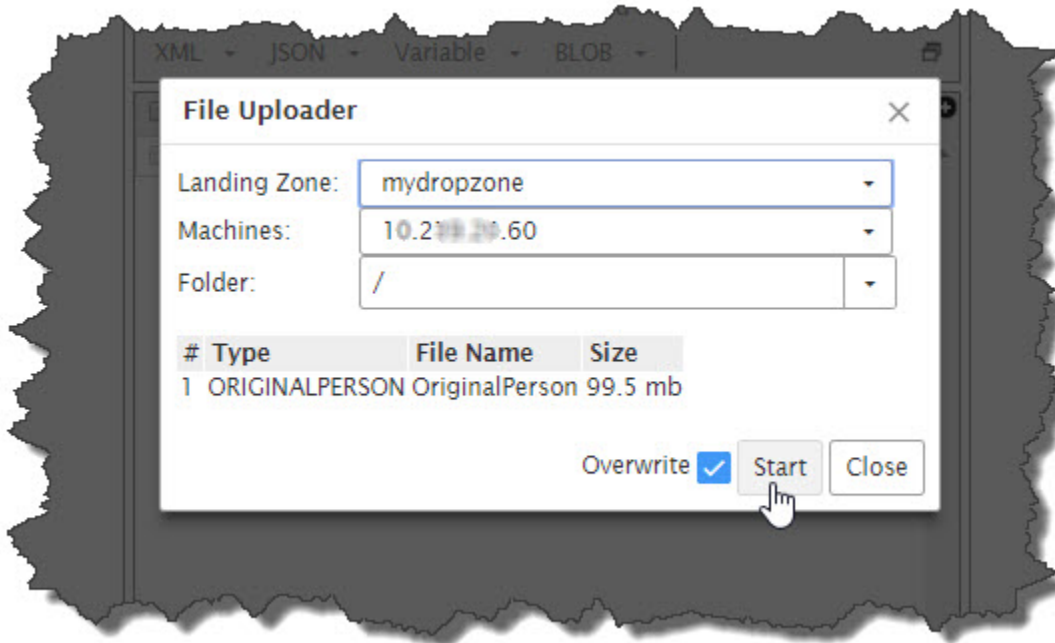 XML JSON Variable BLOB
File Uploader
Landing Zone: mydropzone
Machines:
Folder: /
# Type File Name Size
1 ORIGINALPERSON OriginalPerson 99.5 mb
Overwrite Start Close